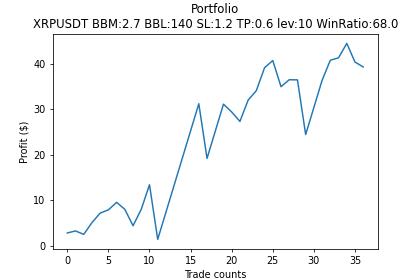 Portfolio
XRPUSDT BBM:2.7 BBL:140 SL:1.2 TP:0.6 lev:10 WinRatio:68.0
40
30
20
10
0
Profit ($)
0 5 10 15 20 25 30 35
Trade counts